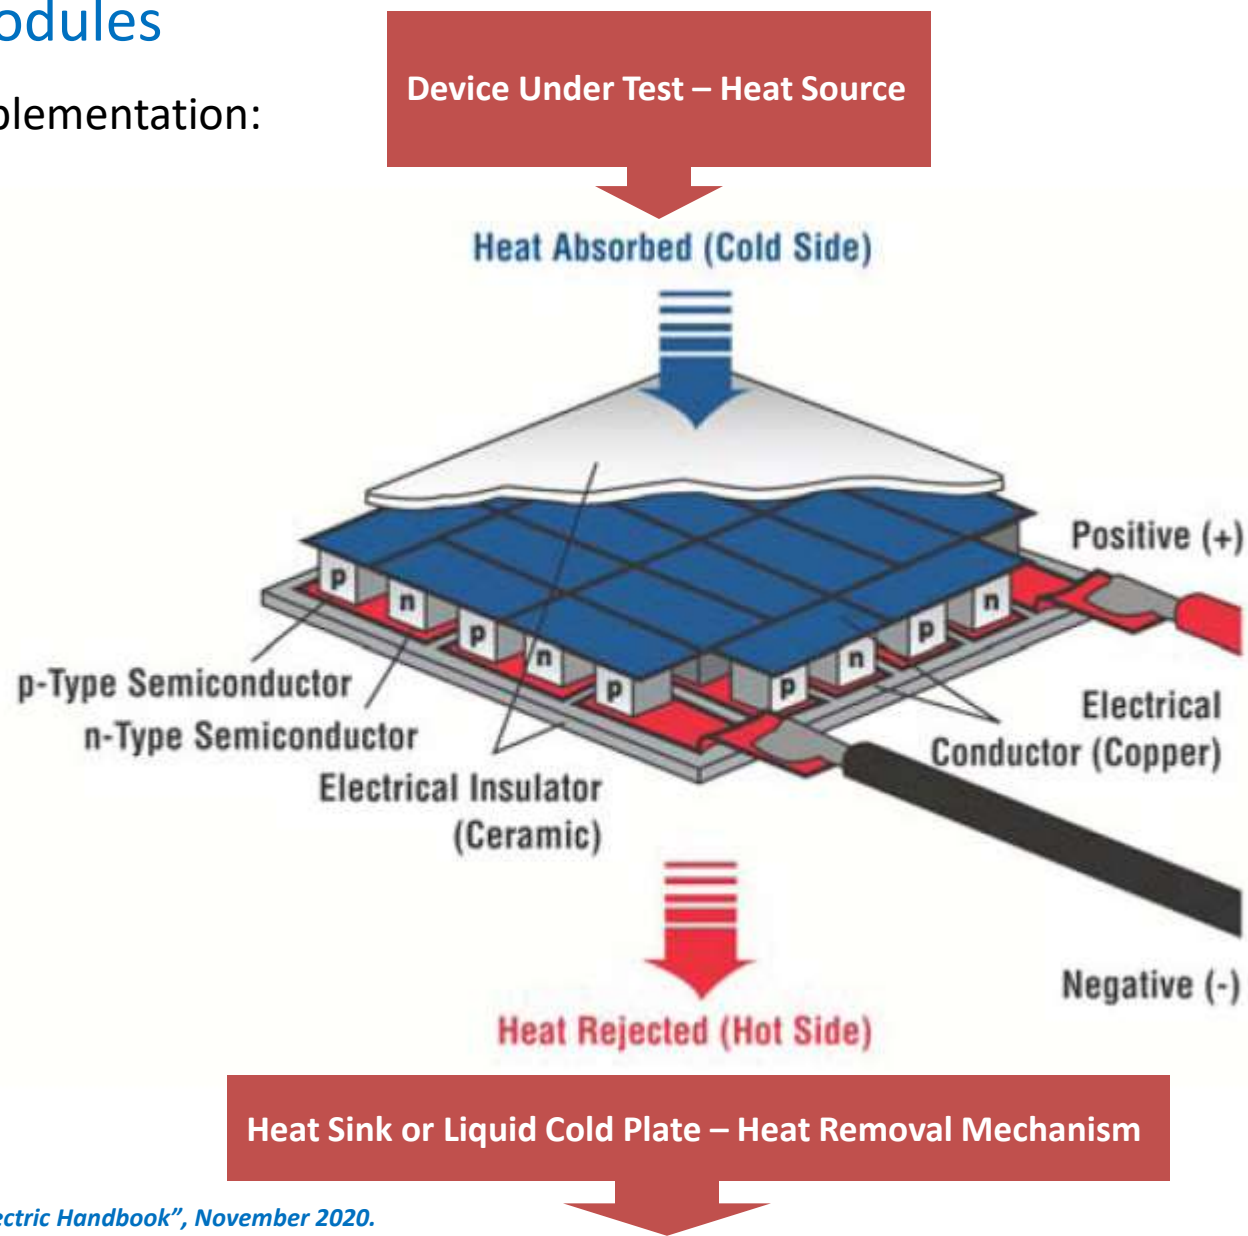 odules
plementation:
Device Under Test – Heat Source
Heat Absorbed (Cold Side)
Positive (+)
p
n
p
n
p
p
n
p
n
p-Type Semiconductor
n-Type Semiconductor
Electrical Insulator
(Ceramic)
Electrical
Conductor (Copper)
Negative (-)
Heat Rejected (Hot Side)
Heat Sink or Liquid Cold Plate – Heat Removal Mechanism
ectric Handbook”, November 2020.